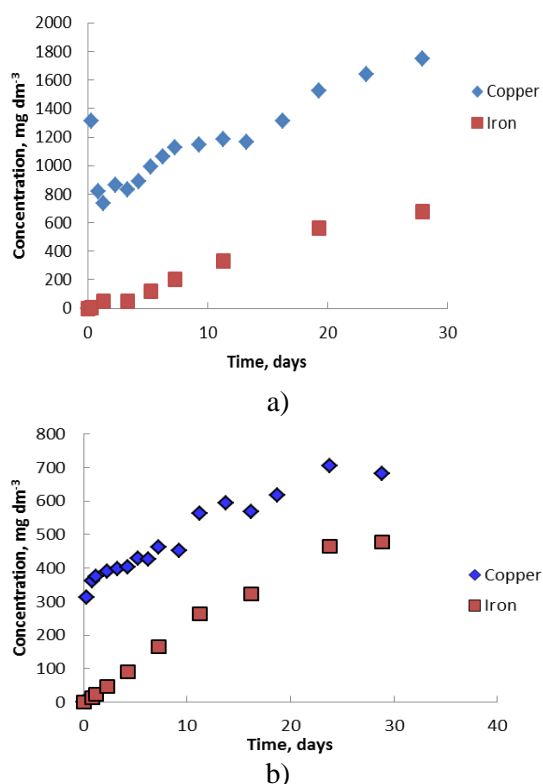 2000
1800
1600
1400
1200
1000
800
600
400
200
0
Concentration, mg dm-3
Copper
Iron
0 10 20 30
Time, days
a)
800
700
600
500
400
300
200
100
0
Concentration, mg dm-3
Copper
Iron
0 10 20 30 40
Time, days
b)